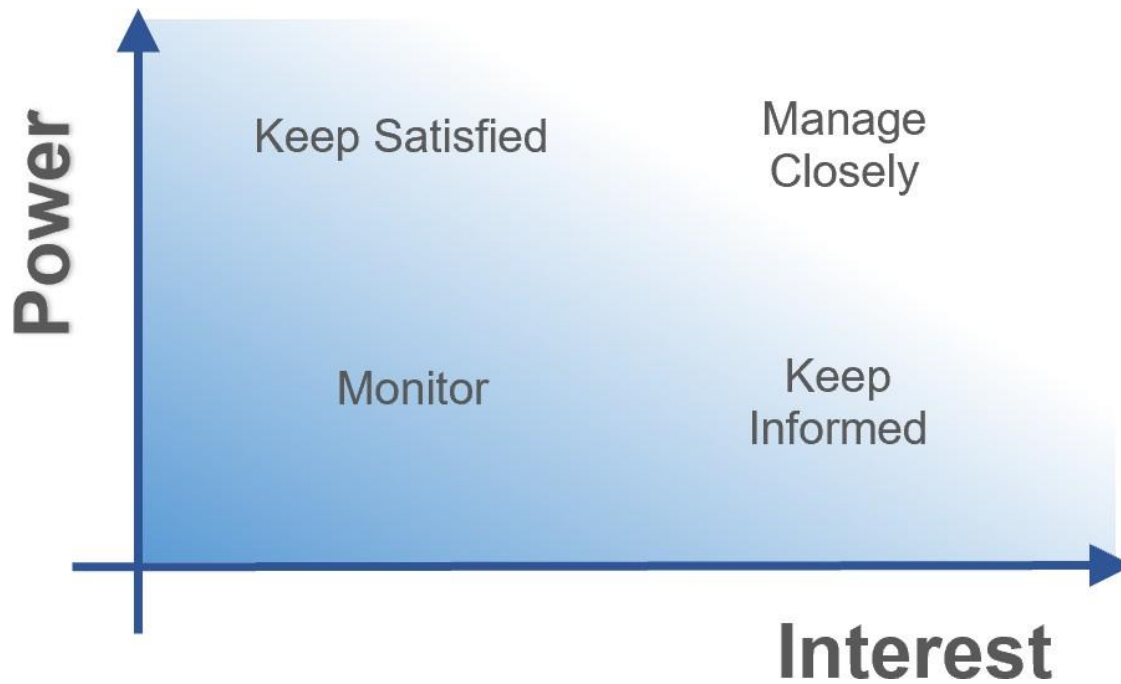 Power
Keep Satisfied
Manage
Closely
Monitor
Keep
Informed
Interest